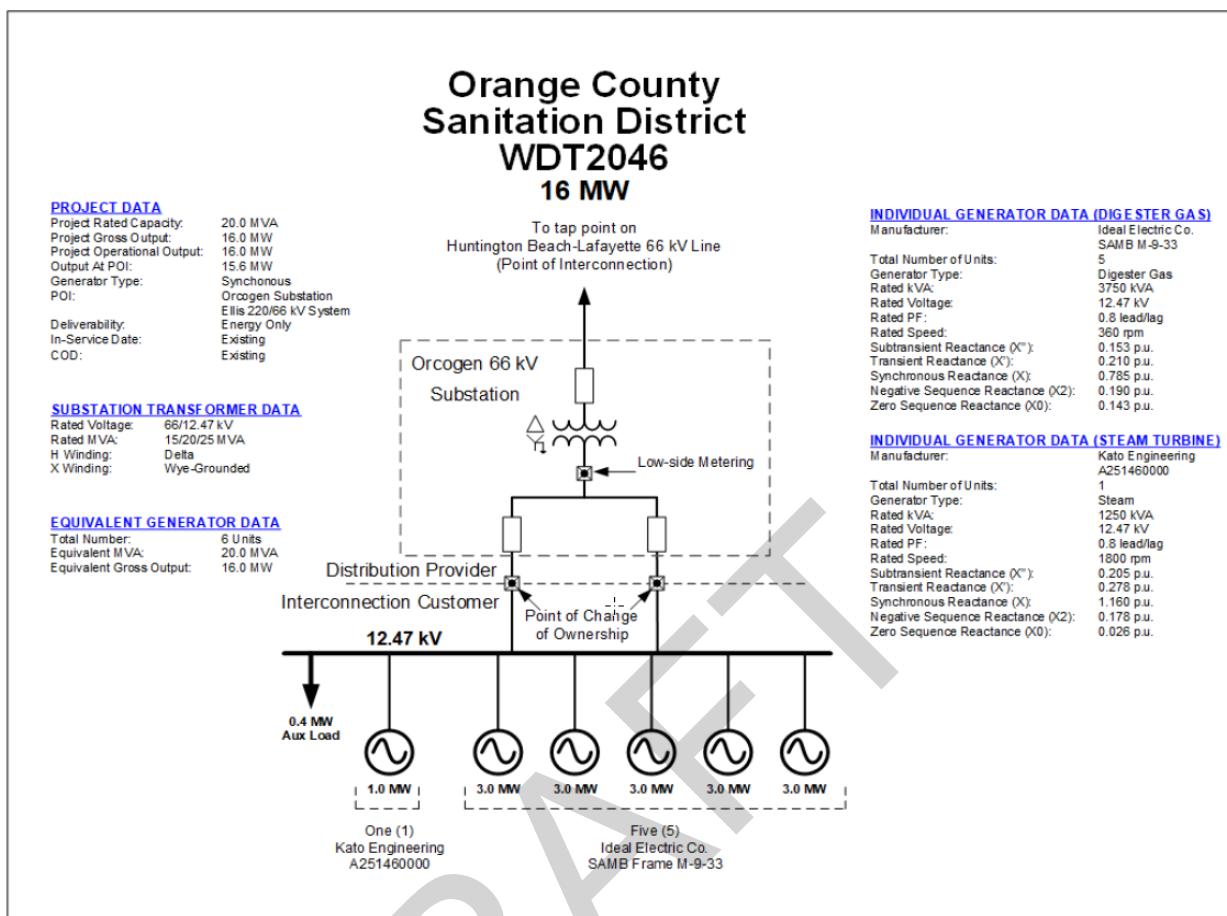 Orange County
Sanitation District
WDT2046
16 MW
To tap point on
Huntington Beach-Lafayette 66 kV Line
(Point of Interconnection)
PROJECT DATA
Project Rated Capacity: 20.0 MVA
Project Gross Output: 16.0 MW
Project Operational Output: 16.0 MW
Output At POI: 15.6 MW
Generator Type: Synchonous
POI: Orcogen Substation
Ellis 220/66 kV System
Deliverability: Energy Only
In-Service Date: Existing
COD: Existing
SUBSTATION TRANSFORMER DATA
Rated Voltage: 66/12.47 kV
Rated MVA: 15/20/25 MVA
H Winding: Delta
X Winding: Wye-Grounded
EQUIVALENT GENERATOR DATA
Total Number: 6 Units
Equivalent MVA: 20.0 MVA
Equivalent Gross Output: 16.0 MW
Orcogen 66 kV
Substation
Low-side Metering
Distribution Provider
Interconnection Customer
Point of Change
of Ownership
12.47 kV
0.4 MW
Aux Load
1.0 MW
3.0 MW
3.0 MW
3.0 MW
3.0 MW
3.0 MW
One (1)
Kato Engineering
A251460000
Five (5)
Ideal Electric Co.
SAMB Frame M-9-33
INDIVIDUAL GENERATOR DATA (DIGESTER GAS)
Manufacturer: Ideal Electric Co.
SAMB M-9-33
Total Number of Units: 5
Generator Type: Digester Gas
Rated kVA: 3750 kVA
Rated Voltage: 12.47 kV
Rated PF: 0.8 lead/lag
Rated Speed: 360 rpm
Subtransient Reactance (X"): 0.153 p.u.
Transient Reactance (X'): 0.210 p.u.
Synchronous Reactance (X): 0.785 p.u.
Negative Sequence Reactance (X2): 0.190 p.u.
Zero Sequence Reactance (X0): 0.143 p.u.
INDIVIDUAL GENERATOR DATA (STEAM TURBINE)
Manufacturer: Kato Engineering
A251460000
Total Number of Units: 1
Generator Type: Steam
Rated kVA: 1250 kVA
Rated Voltage: 12.47 kV
Rated PF: 0.8 lead/lag
Rated Speed: 1800 rpm
Subtransient Reactance (X"): 0.205 p.u.
Transient Reactance (X'): 0.278 p.u.
Synchronous Reactance (X): 1.160 p.u.
Negative Sequence Reactance (X2): 0.178 p.u.
Zero Sequence Reactance (X0): 0.026 p.u.
RAFT